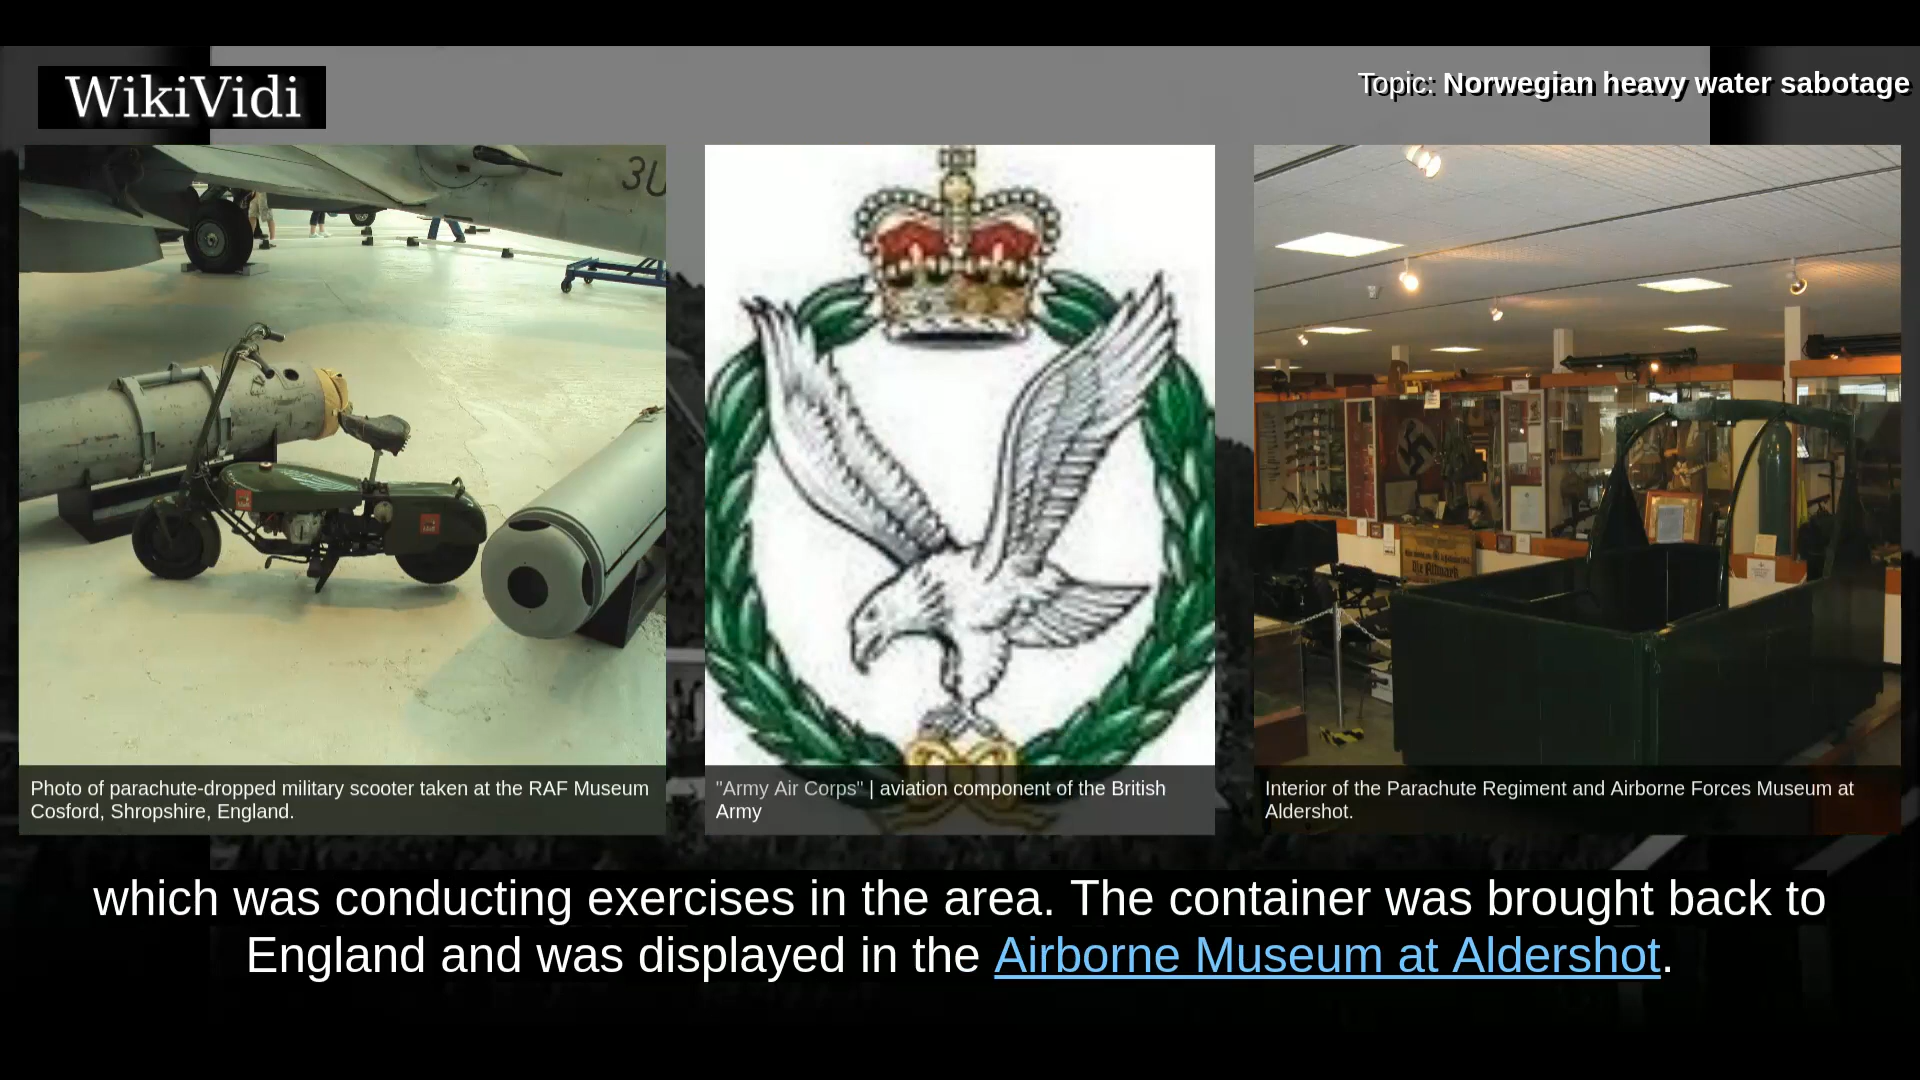 WikiVidi
Topic: Norwegian heavy water sabotage
3U
Photo of parachute-dropped military scooter taken at the RAF Museum
Cosford, Shropshire, England.
"Army Air Corps" | aviation component of the British
Army
Die Altmark
Interior of the Parachute Regiment and Airborne Forces Museum at
Aldershot.
which was conducting exercises in the area. The container was brought back to
England and was displayed in the Airborne Museum at Aldershot.